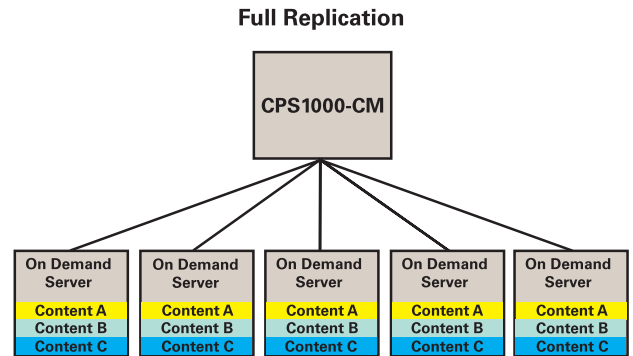 Full Replication
CPS1000-CM
On Demand
Server
Content A
Content B
Content C
On Demand
Server
Content A
Content B
Content C
On Demand
Server
Content A
Content B
Content C
On Demand
Server
Content A
Content B
Content C
On Demand
Server
Content A
Content B
Content C